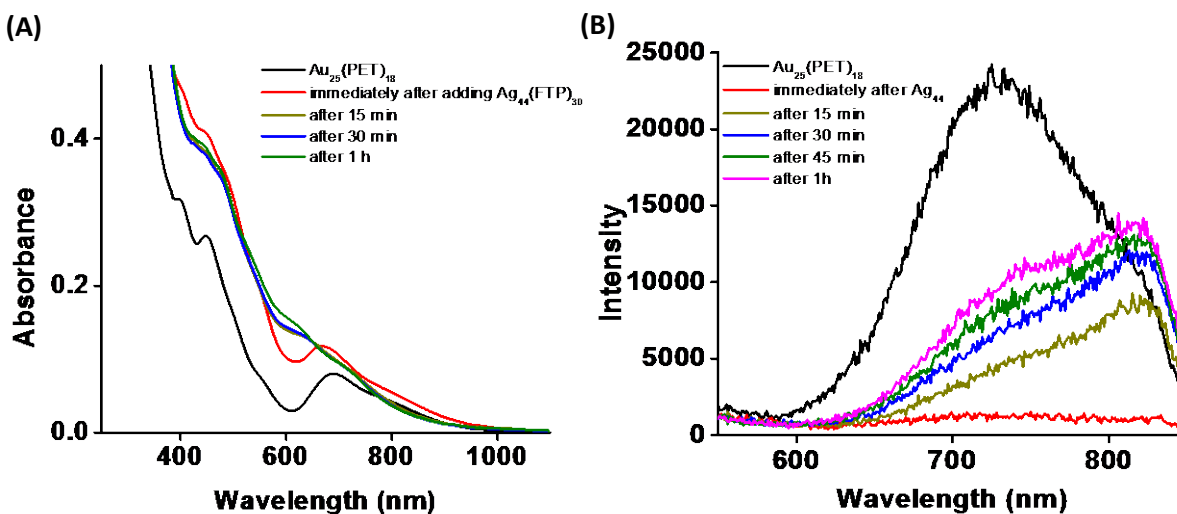 (A)
Au₂₅(PET)₁₈
immediately after adding Ag₄₄(FTP)₃₀
after 15 min
after 30 min
after 1 h
0.4
0.2
0.0
Absorbance
400 600 800 1000
Wavelength (nm)
(B)
25000
20000
15000
10000
5000
0
Intensity
Au₂₅(PET)₁₈
immediately after Ag₄₄
after 15 min
after 30 min
after 45 min
after 1h
600 700 800
Wavelength (nm)